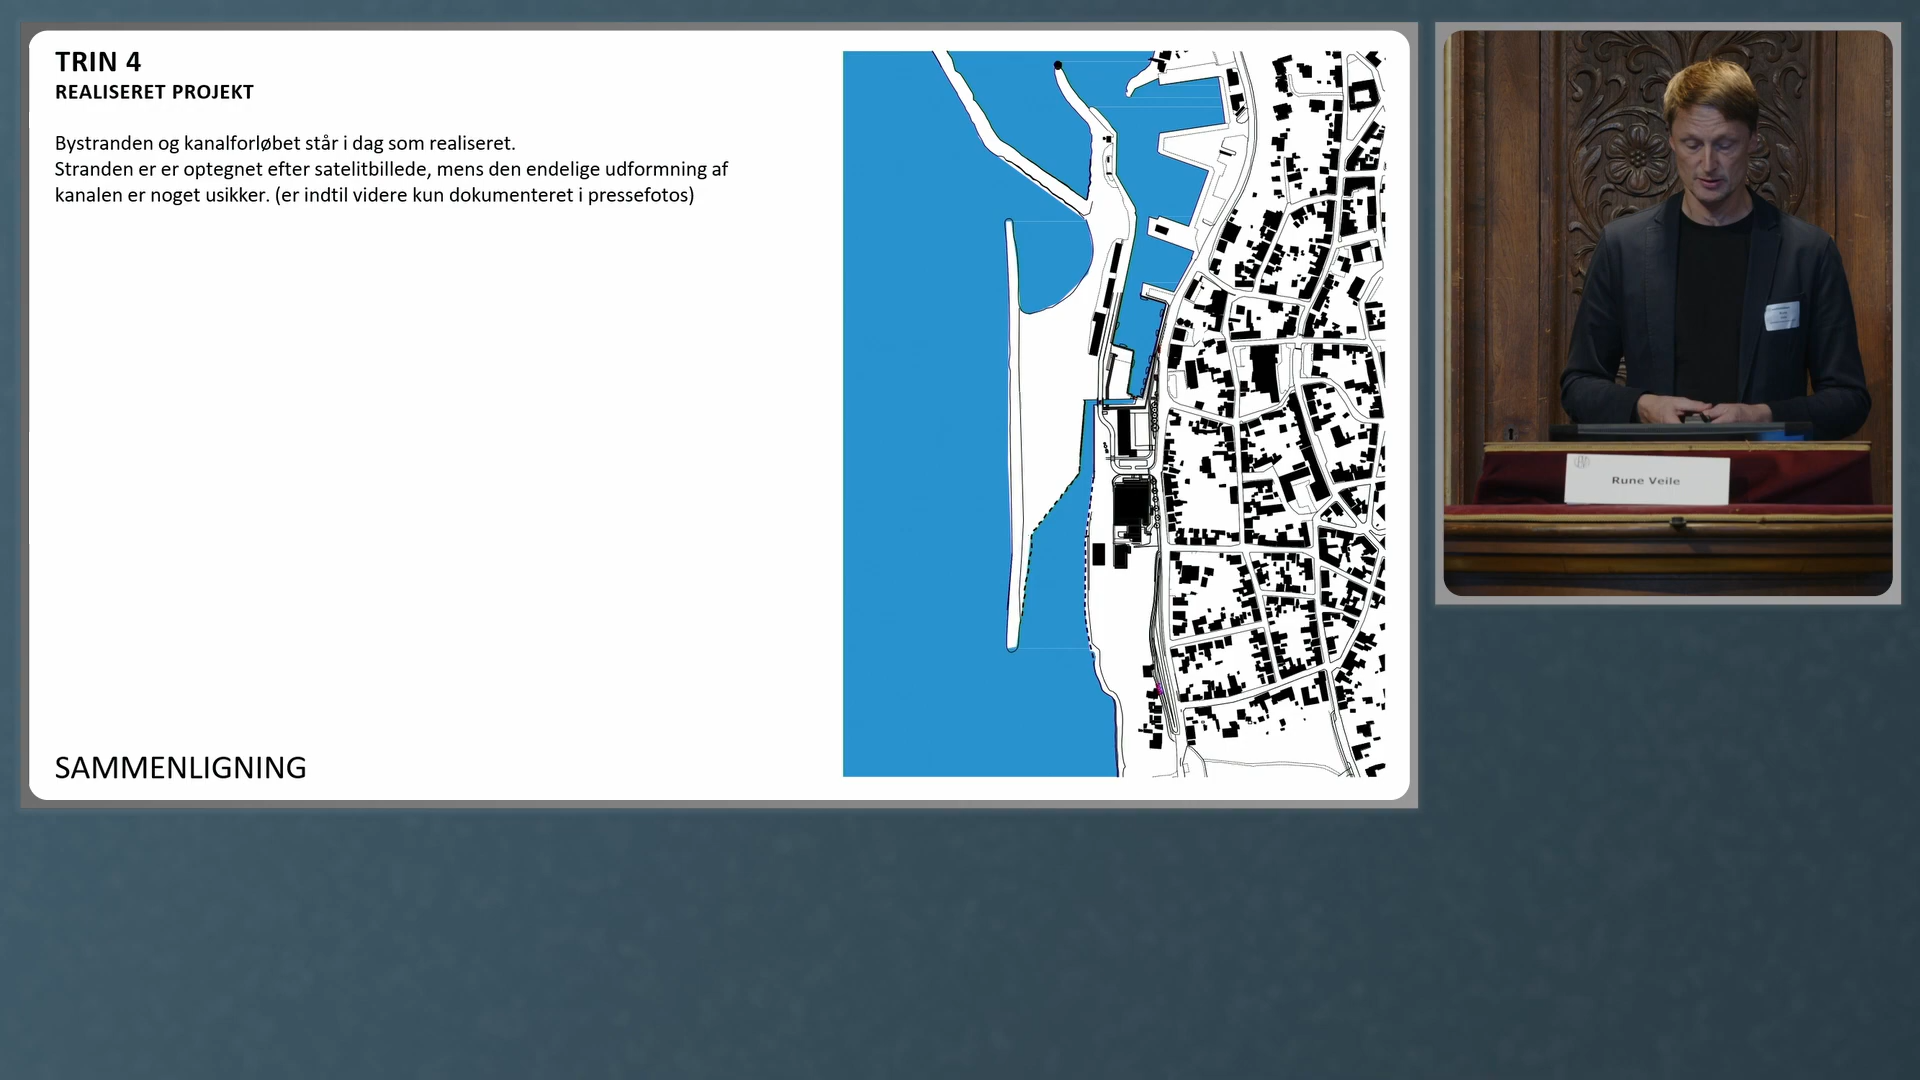 TRIN 4
REALISERET PROJEKT
Bystranden og kanalforløbet står i dag som realiseret.
Stranden er er optegnet efter satelitbillede, mens den endelige udformning af
kanalen er noget usikker. (er indtil videre kun dokumenteret i pressefotos)
SAMMENLIGNING
Rune Veile